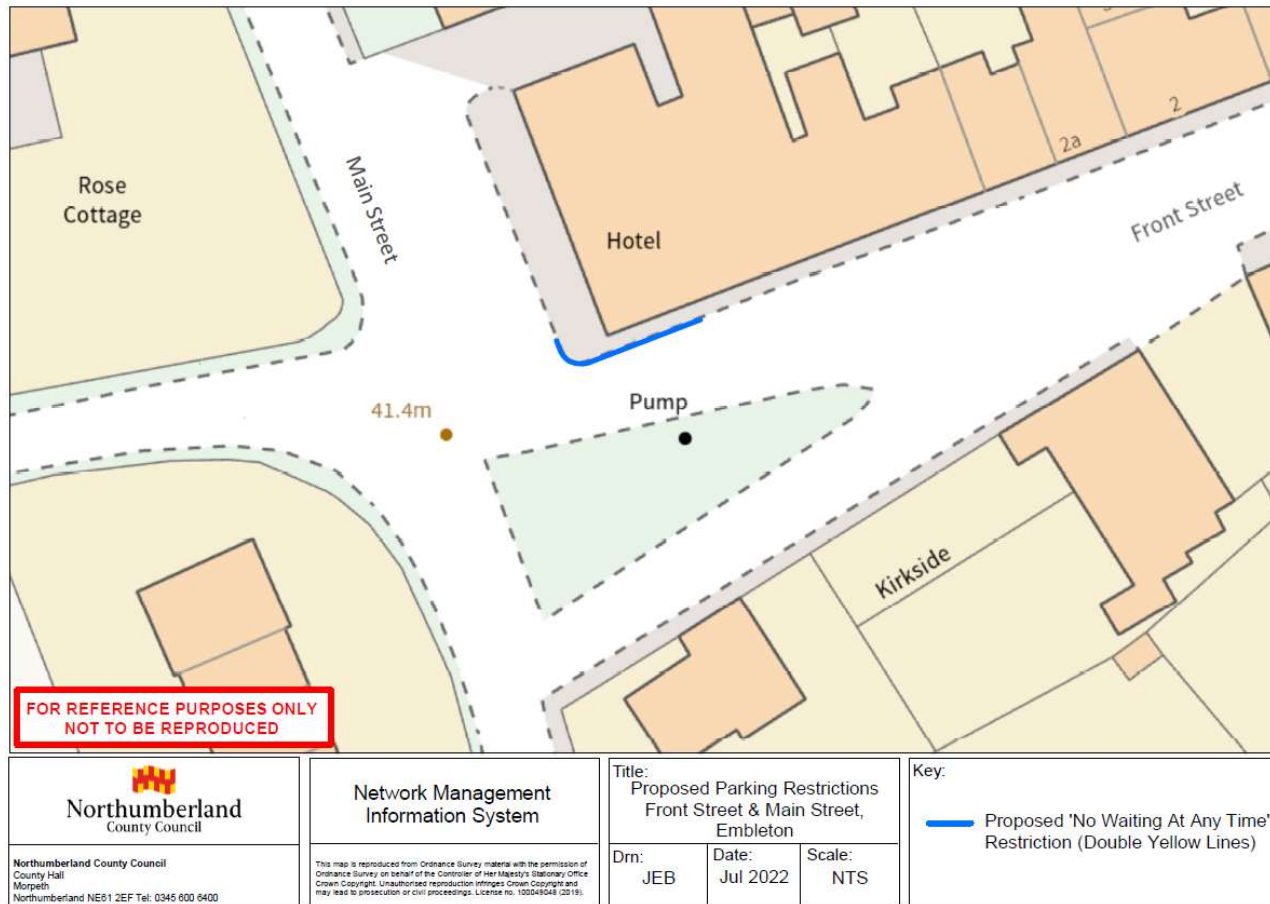 Rose
Cottage
Main Street
Hotel
2a
2
Front Street
41.4m
Pump
Kirkside
FOR REFERENCE PURPOSES ONLY
NOT TO BE REPRODUCED
Northumberland
County Council
Northumberland County Council
County Hall
Morpeth
Northumberland NE61 2EF Tel: 0345 600 6400
Network Management
Information System
This map is reproduced from Ordnance Survey material with the permission of
Ordnance Survey on behalf of the Controller of Her Majesty's Stationary Office
Crown Copyright. Unauthorised reproduction infringes Crown Copyright and
may lead to prosecution or civil proceedings. License no. 100049048 (2019).
Title:
Proposed Parking Restrictions
Front Street & Main Street,
Embleton
Drn:
JEB
Date:
Jul 2022
Scale:
NTS
Key:
Proposed 'No Waiting At Any Time'
Restriction (Double Yellow Lines)